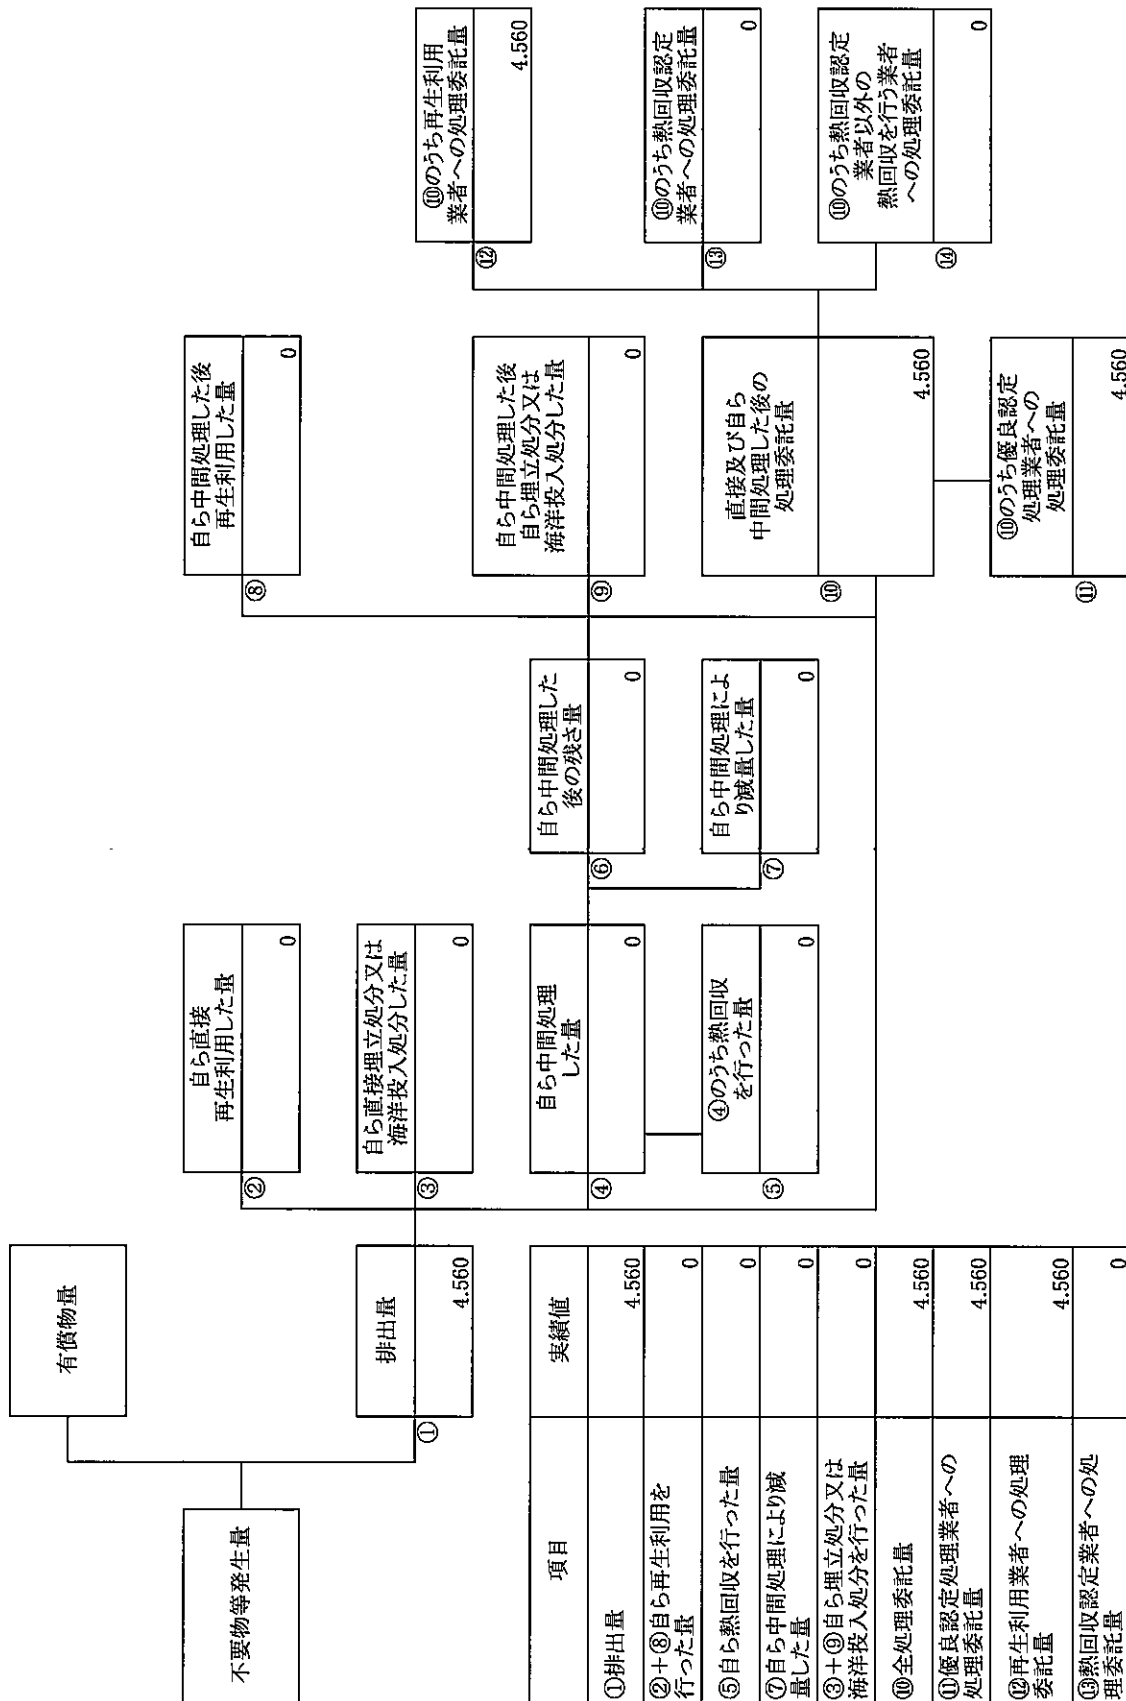 不要物等発生量
有償物量
排出量
①
4.560
自ら直接
再生利用した量
②
0
自ら直接埋立処分又は
海洋投入処分した量
③
0
自ら中間処理
した量
④
0
④のうち熱回収
を行った量
⑤
0
自ら中間処理した
後の残さ量
⑥
0
自ら中間処理によ
り減量した量
⑦
0
自ら中間処理した後
再生利用した量
⑧
0
自ら中間処理した後
自ら埋立処分又は
海洋投入処分した量
⑨
0
直接及び自ら
中間処理した後の
処理委託量
⑩
4.560
⑩のうち優良認定
処理業者への
処理委託量
⑪
4.560
⑩のうち再生利用
業者への処理委託量
⑫
4.560
⑩のうち熱回収認定
業者への処理委託量
⑬
0
⑩のうち熱回収認定
業者以外の
熱回収を行う業者
への処理委託量
⑭
0
項目 実績値
①排出量 4.560
②+⑧自ら再生利用を
行った量 0
⑤自ら熱回収を行った量 0
⑦自ら中間処理により減
量した量 0
③+⑨自ら埋立処分又は
海洋投入処分を行った量 0
⑩全処理委託量 4.560
⑪優良認定処理業者への
処理委託量 4.560
⑫再生利用業者への処理
委託量 4.560
⑬熱回収認定業者への処
理委託量 0